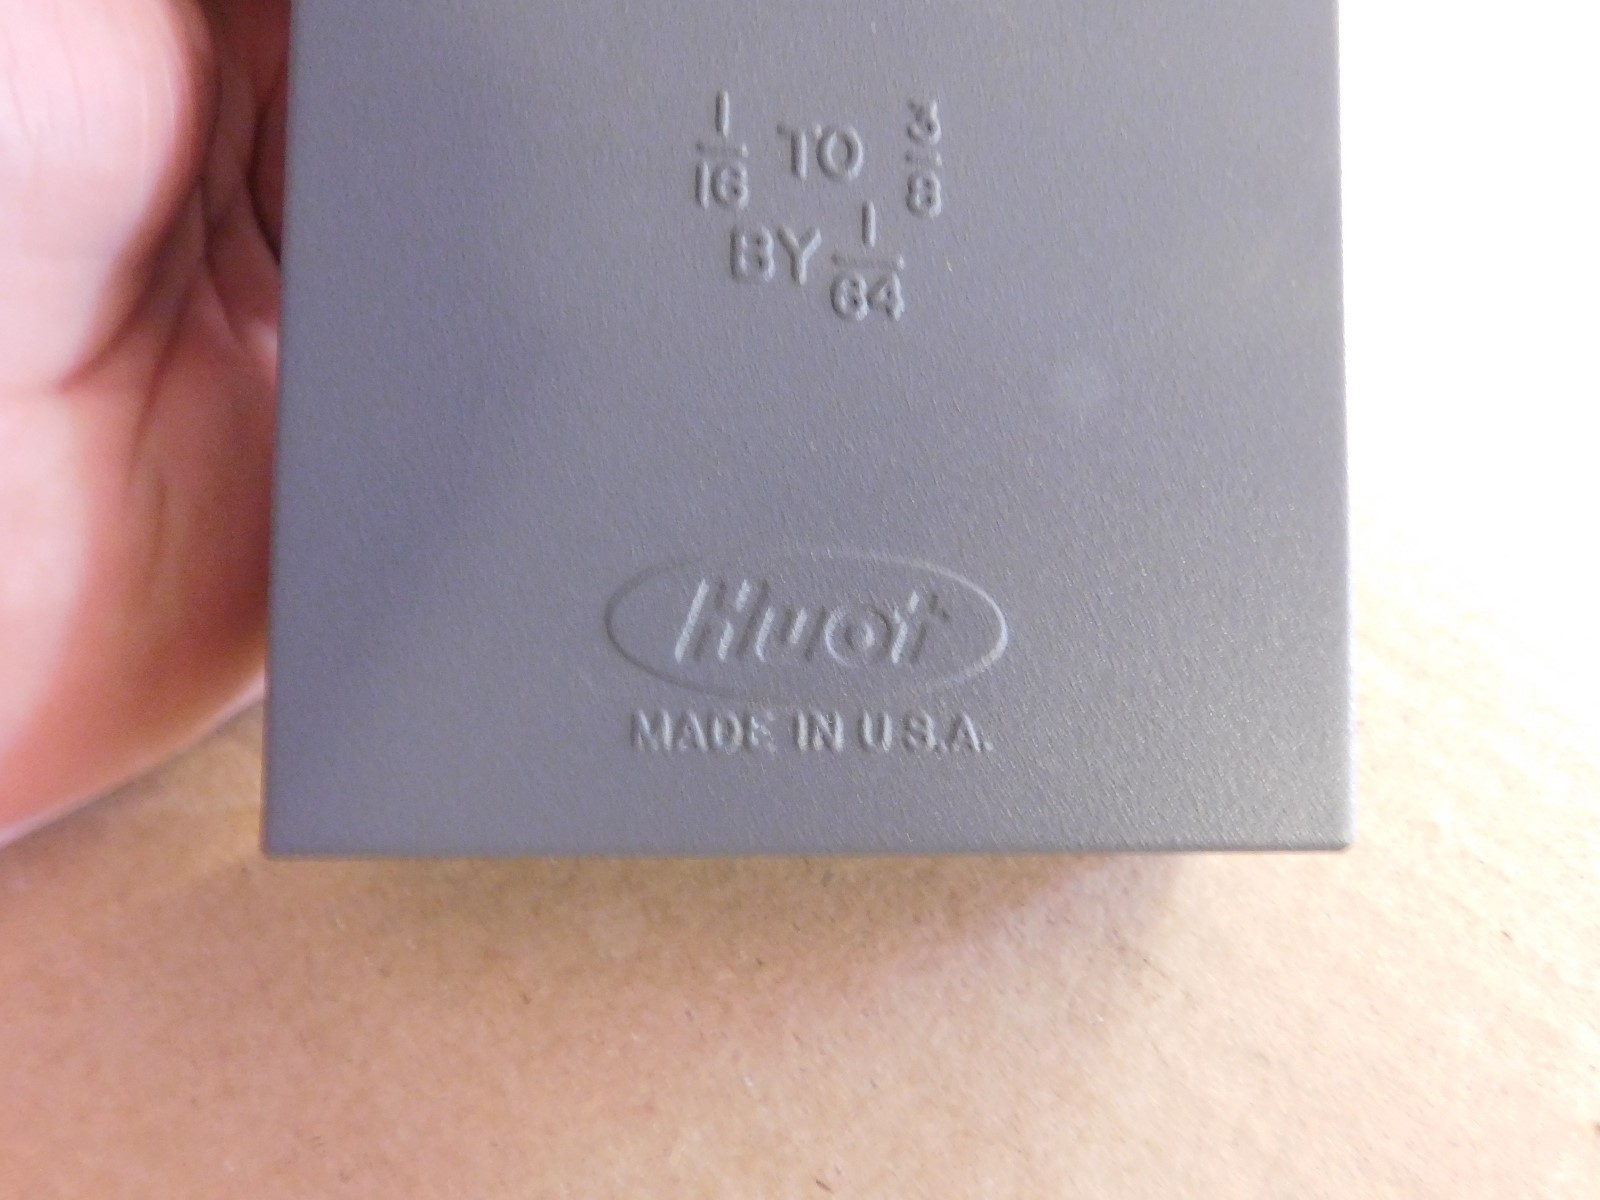 1/16 TO 3/8
BY 1/64
Huot
MADE IN U.S.A.